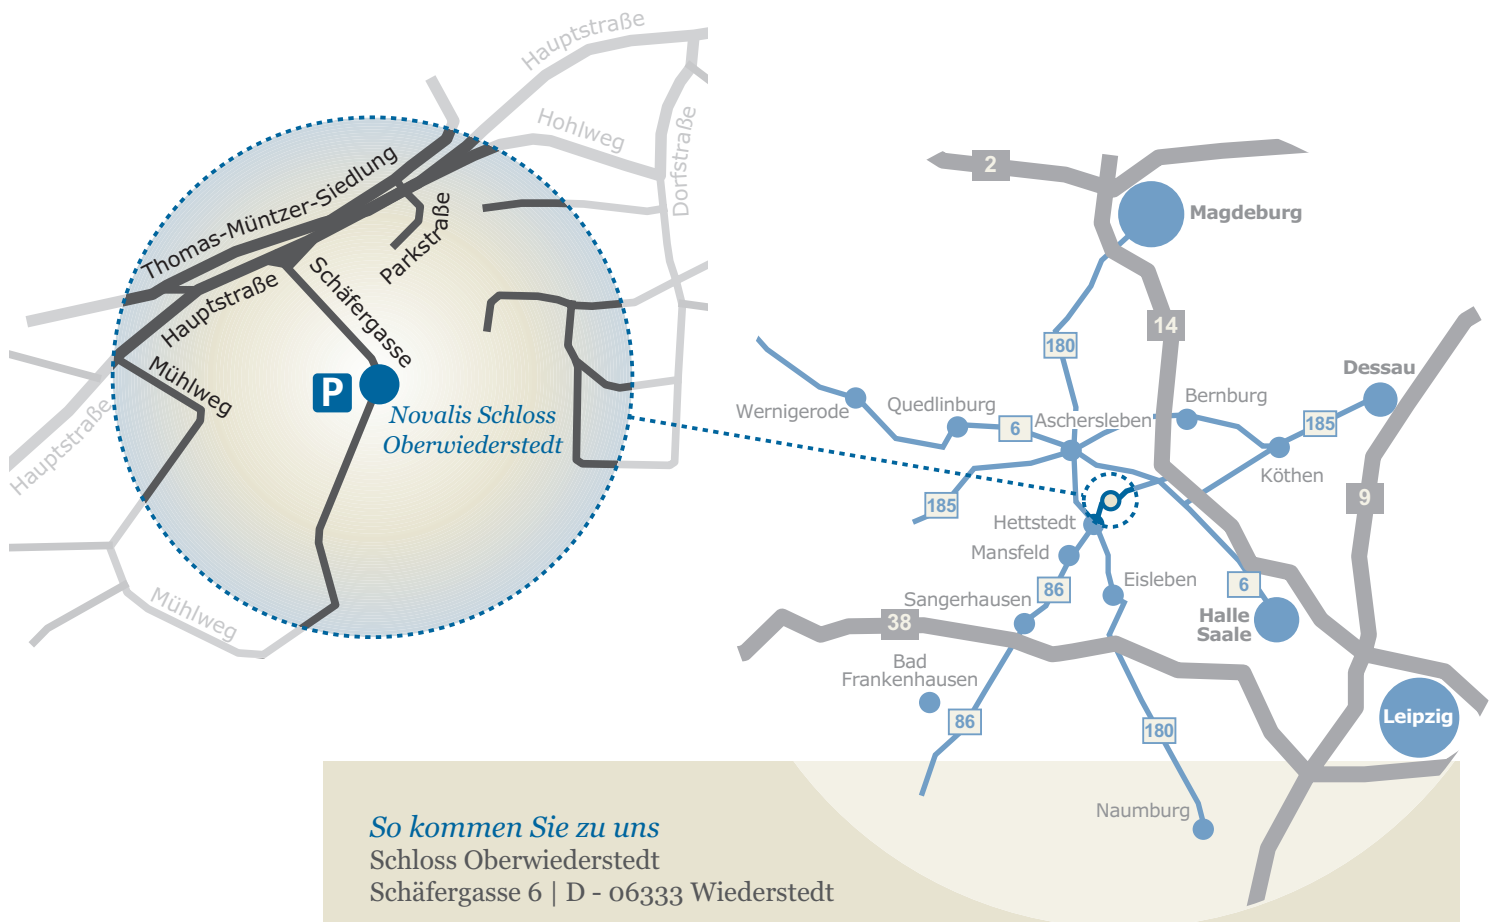 Hauptstraße
Hohlweg
Dorfstraße
Thomas-Müntzer-Siedlung
Parkstraße
Schäfergasse
Hauptstraße
Mühlweg
P
Novalis Schloss
Oberwiederstedt
Hauptstraße
Mühlweg
2
Magdeburg
14
180
Dessau
Wernigerode
Quedlinburg
6
Aschersleben
Bernburg
185
Köthen
185
9
Hettstedt
Mansfeld
86
Eisleben
6
Sangerhausen
38
Halle
Saale
Bad
Frankenhausen
86
180
Leipzig
Naumburg
So kommen Sie zu uns
Schloss Oberwiederstedt
Schäfergasse 6 | D - 06333 Wiederstedt